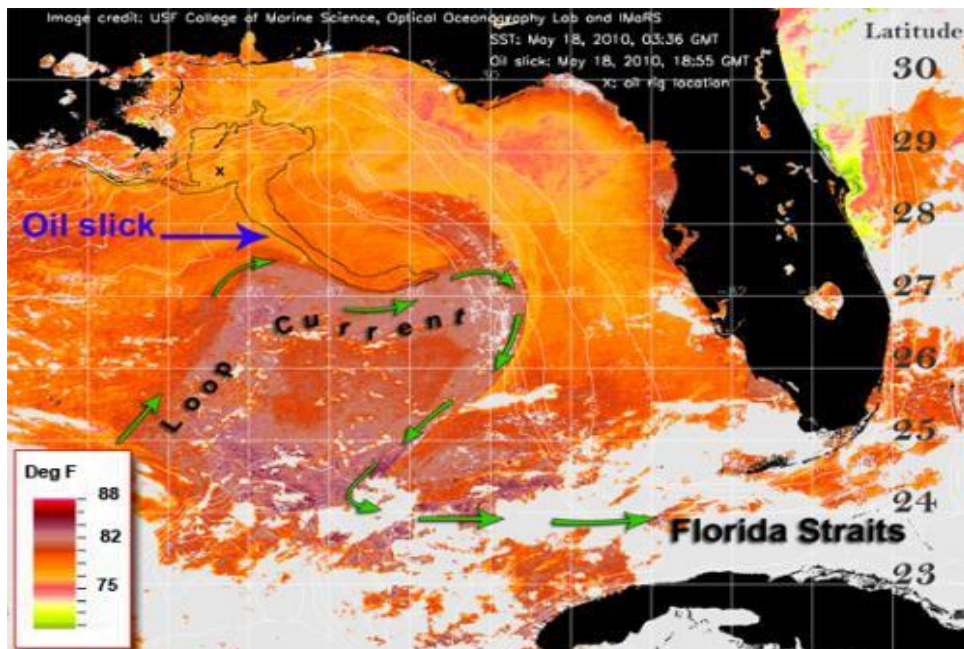 Image credit: USF College of Marine Science, Optical Oceanography Lab and IMaRS
SST: May 18, 2010, 03:36 GMT
Oil slick: May 18, 2010, 18:55 GMT
X: oil rig location
Latitude
30
29
x
28
Oil slick
27
Loop Current
26
25
Deg F
88
24
82
Florida Straits
75
23